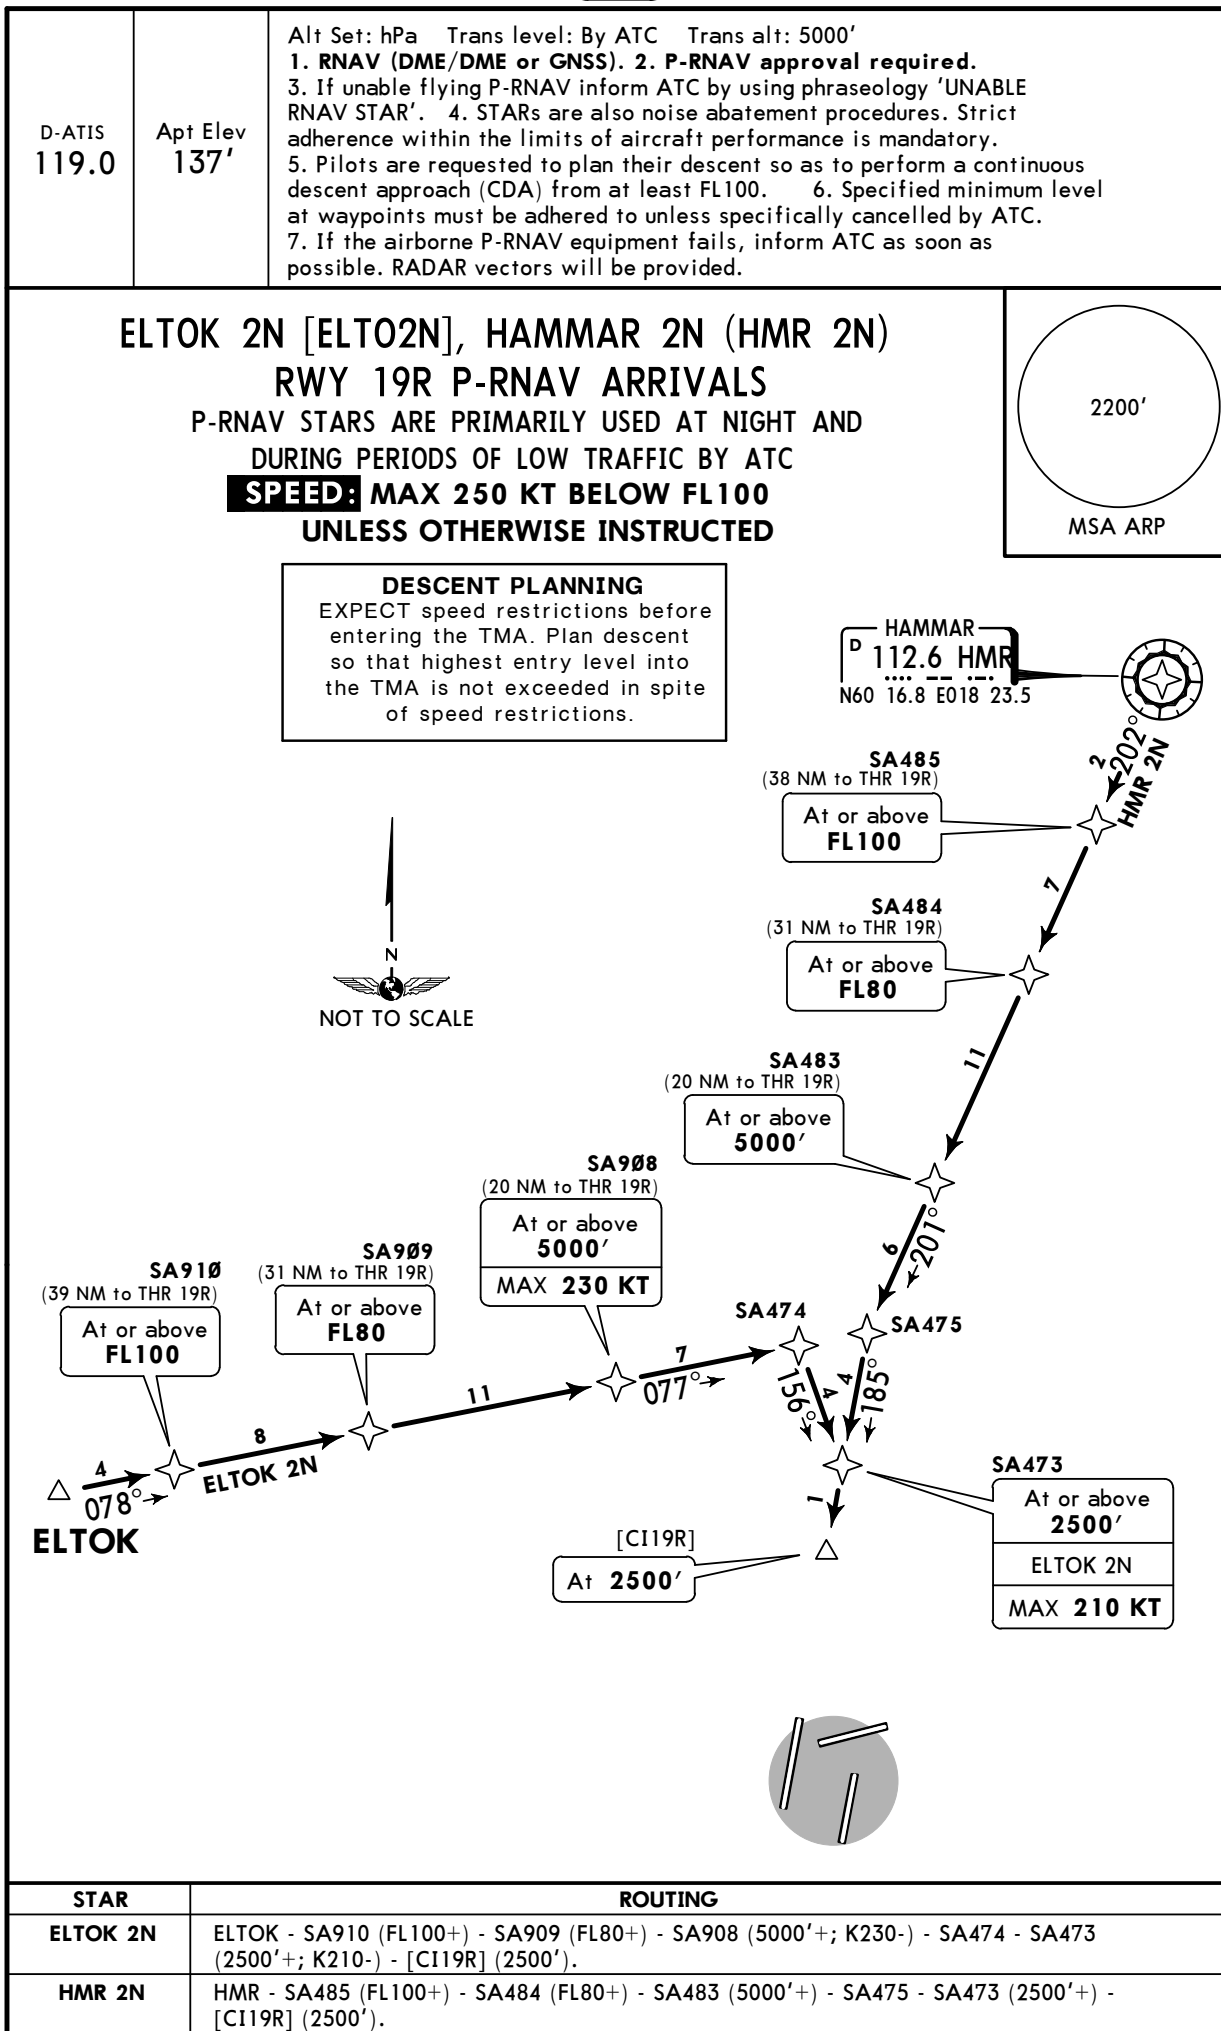 D-ATIS
119.0
Apt Elev
137'
Alt Set: hPa Trans level: By ATC Trans alt: 5000'
1. RNAV (DME/DME or GNSS). 2. P-RNAV approval required.
3. If unable flying P-RNAV inform ATC by using phraseology 'UNABLE
RNAV STAR'. 4. STARs are also noise abatement procedures. Strict
adherence within the limits of aircraft performance is mandatory.
5. Pilots are requested to plan their descent so as to perform a continuous
descent approach (CDA) from at least FL100. 6. Specified minimum level
at waypoints must be adhered to unless specifically cancelled by ATC.
7. If the airborne P-RNAV equipment fails, inform ATC as soon as
possible. RADAR vectors will be provided.
ELTOK 2N [ELTO2N], HAMMAR 2N (HMR 2N)
RWY 19R P-RNAV ARRIVALS
P-RNAV STARS ARE PRIMARILY USED AT NIGHT AND
DURING PERIODS OF LOW TRAFFIC BY ATC
SPEED: MAX 250 KT BELOW FL100
UNLESS OTHERWISE INSTRUCTED
2200'
MSA ARP
DESCENT PLANNING
EXPECT speed restrictions before
entering the TMA. Plan descent
so that highest entry level into
the TMA is not exceeded in spite
of speed restrictions.
HAMMAR
D 112.6 HMR
N60 16.8 E018 23.5
2
202°
HMR 2N
SA485
(38 NM to THR 19R)
At or above
FL100
7
SA484
(31 NM to THR 19R)
At or above
FL80
N
NOT TO SCALE
11
SA483
(20 NM to THR 19R)
At or above
5000'
6
201°
SA9Ø8
(20 NM to THR 19R)
At or above
5000'
MAX 230 KT
SA9Ø9
(31 NM to THR 19R)
At or above
FL80
SA91Ø
(39 NM to THR 19R)
At or above
FL100
SA474
SA475
7
077°
156°
4
4
185°
11
8
ELTOK 2N
4
078°
ELTOK
SA473
At or above
2500'
ELTOK 2N
MAX 210 KT
1
[CI19R]
At 2500'
STAR
ROUTING
ELTOK 2N
ELTOK - SA910 (FL100+) - SA909 (FL80+) - SA908 (5000'+; K230-) - SA474 - SA473
(2500'+; K210-) - [CI19R] (2500').
HMR 2N
HMR - SA485 (FL100+) - SA484 (FL80+) - SA483 (5000'+) - SA475 - SA473 (2500'+) -
[CI19R] (2500').